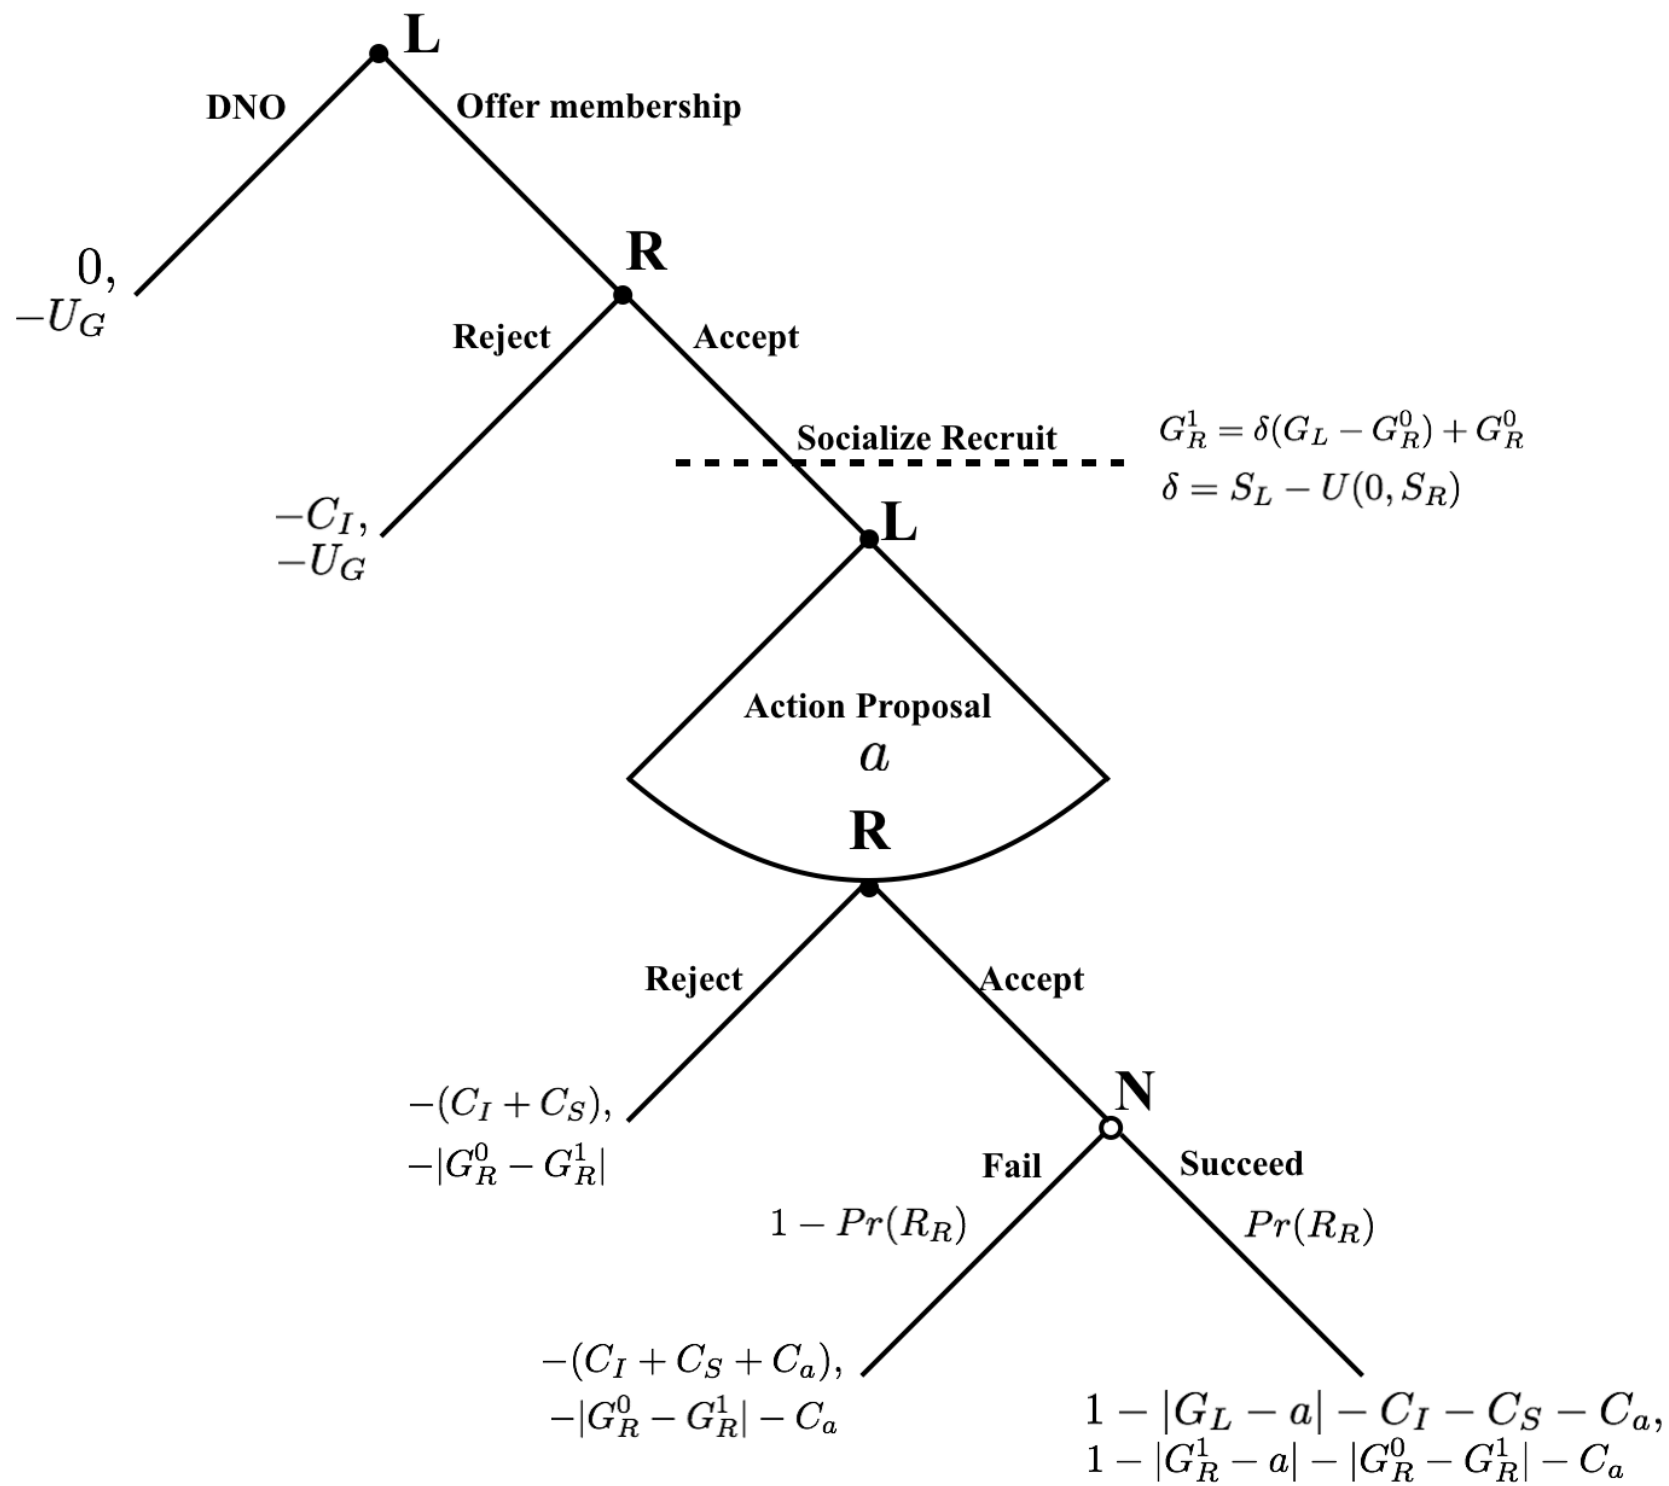 L
DNO
Offer membership
0,
$-U_G$
R
Reject
Accept
Socialize Recruit
$G_R^1 = \delta(G_L - G_R^0) + G_R^0$
$\delta = S_L - U(0, S_R)$
$-C_I,$
$-U_G$
L
Action Proposal
$a$
R
Reject
Accept
$-(C_I + C_S),$
$-|G_R^0 - G_R^1|$
N
Fail
Succeed
$1 - Pr(R_R)$
$Pr(R_R)$
$-(C_I + C_S + C_a),$
$-|G_R^0 - G_R^1| - C_a$
$1 - |G_L - a| - C_I - C_S - C_a,$
$1 - |G_R^1 - a| - |G_R^0 - G_R^1| - C_a$